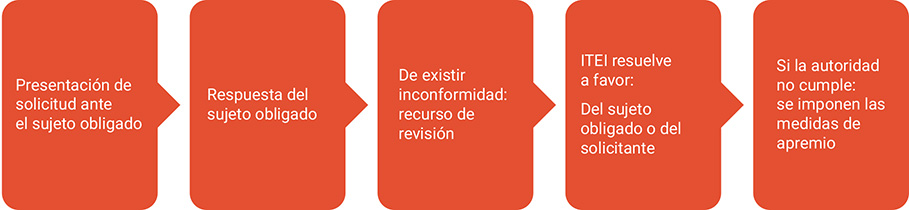 Presentación de
solicitud ante
el sujeto obligado
Respuesta del
sujeto obligado
De existir
inconformidad:
recurso de
revisión
ITEI resuelve
a favor:
Del sujeto
obligado o del
solicitante
Si la autoridad
no cumple:
se imponen las
medidas de
apremio